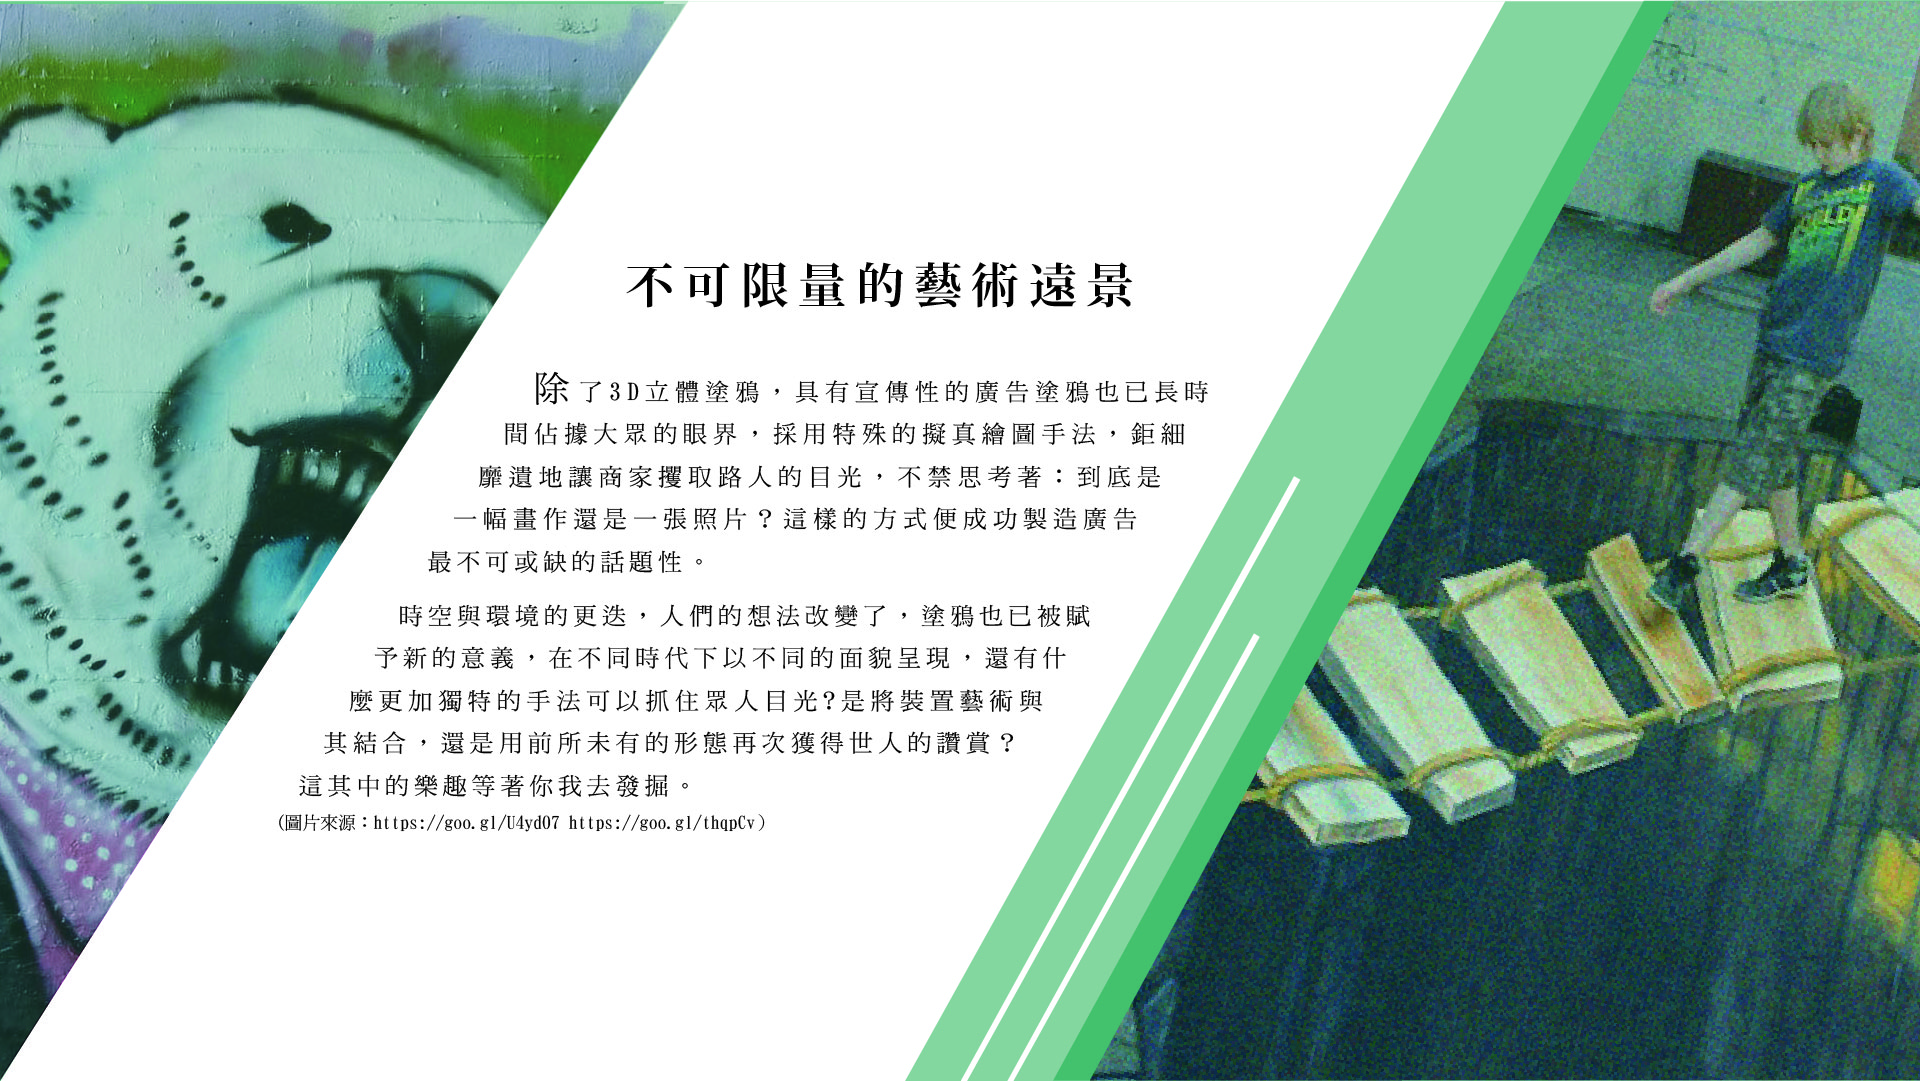 不可限量的藝術遠景
除了3D立體塗鴉，具有宣傳性的廣告塗鴉也已長時
間佔據大眾的眼界，採用特殊的擬真繪圖手法，鉅細
靡遺地讓商家攫取路人的目光，不禁思考著：到底是
一幅畫作還是一張照片？這樣的方式便成功製造廣告
最不可或缺的話題性。
時空與環境的更迭，人們的想法改變了，塗鴉也已被賦
予新的意義，在不同時代下以不同的面貌呈現，還有什
麼更加獨特的手法可以抓住眾人目光?是將裝置藝術與
其結合，還是用前所未有的形態再次獲得世人的讚賞？
這其中的樂趣等著你我去發掘。
(圖片來源：https://goo.gl/U4ydO7 https://goo.gl/thqpCv）